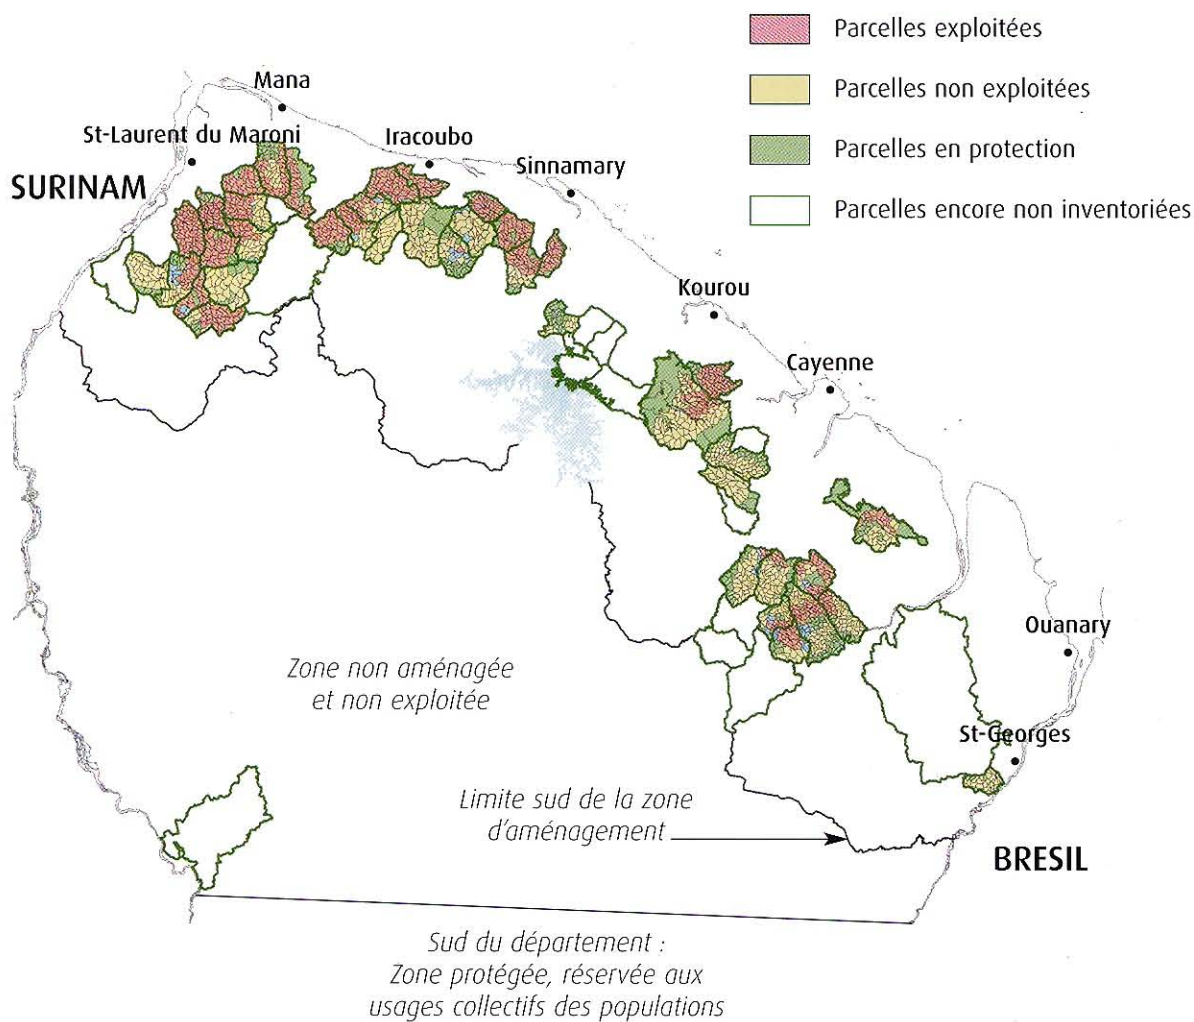 Parcelles exploitées
Parcelles non exploitées
Parcelles en protection
Parcelles encore non inventoriées
Mana
St-Laurent du Maroni
Iracoubo
Sinnamary
SURINAM
Kourou
Cayenne
Ouanary
Zone non aménagée
et non exploitée
St-Georges
Limite sud de la zone
d'aménagement
BRESIL
Sud du département :
Zone protégée, réservée aux
usages collectifs des populations